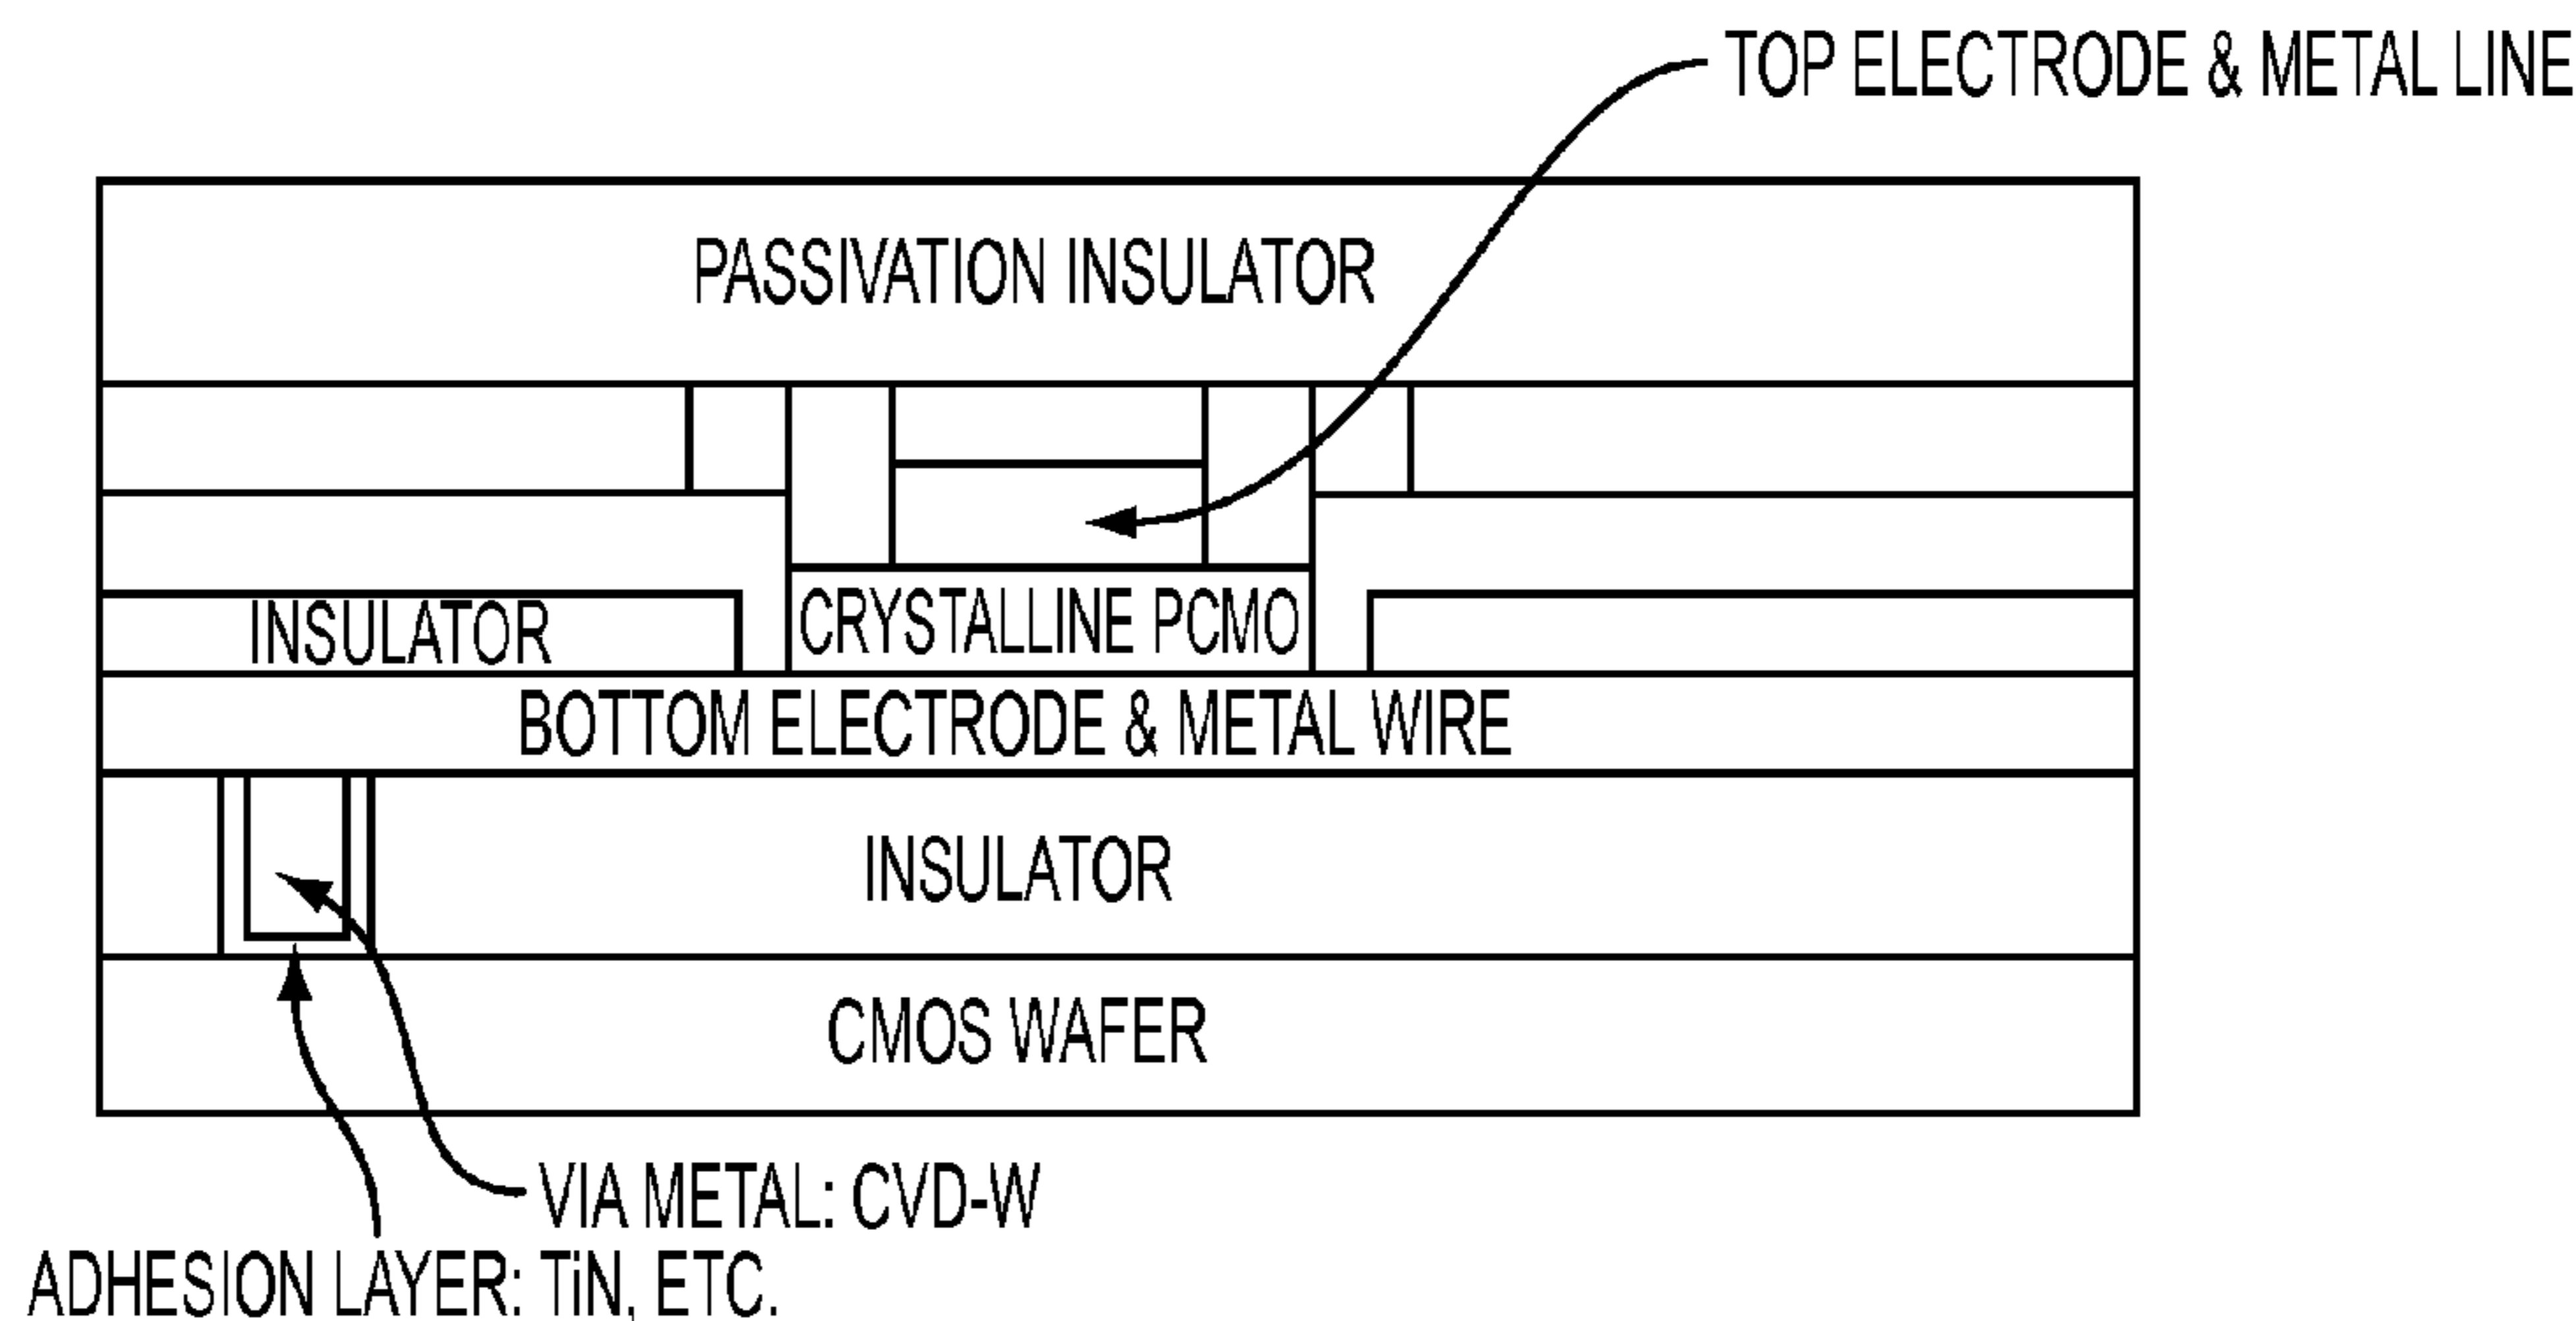 TOP ELECTRODE & METAL LINE
PASSIVATION INSULATOR
CRYSTALLINE PCMO
INSULATOR
BOTTOM ELECTRODE & METAL WIRE
INSULATOR
CMOS WAFER
VIA METAL: CVD-W
ADHESION LAYER: TiN, ETC.